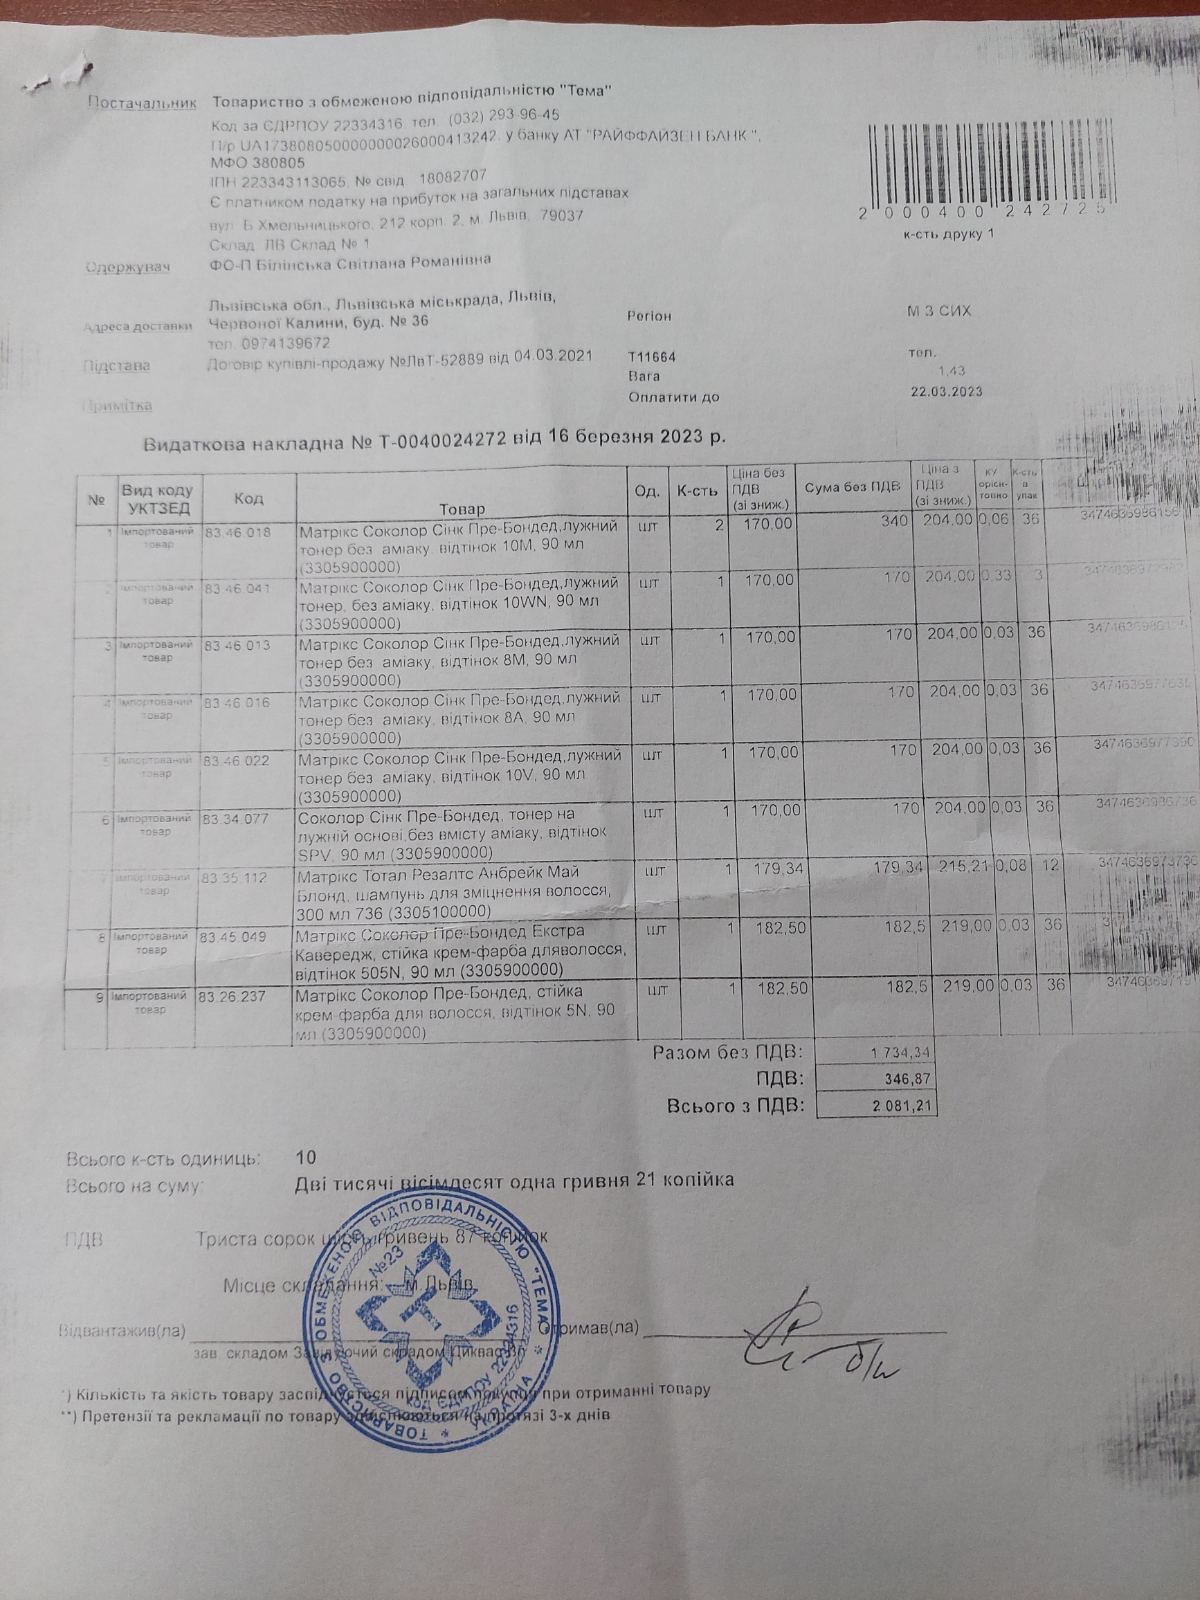 Постачальник Товариство з обмеженою відповідальністю "Тема"
Код за ЄДРПОУ 22334316 тел. (032) 293-96-45
П/р UA173808050000000026000413242. у банку АТ "РАЙФФАЙЗЕН БАНК ",
МФО 380805
ІПН 223343113065, № свід 18082707
Є платником податку на прибуток на загальних підставах
вул. Б Хмельницького, 212 корп. 2, м. Львів, 79037
Склад ЛВ Склад № 1
2000400242725
к-сть друку 1
Одержувач ФО-П Білінська Світлана Романівна
Львівська обл., Львівська міськрада, Львів,
Адреса доставки Червоної Калини, буд. № 36
тел. 0974139672
Регіон М З СИХ
Підстава Договір купівлі-продажу №ЛвТ-52889 від 04.03.2021 Т11664 тел.
Вага 1,43
Примітка Оплатити до 22.03.2023
Видаткова накладна № Т-0040024272 від 16 березня 2023 р.
№ Вид коду УКТЗЕД Код Товар Од. К-сть Ціна без ПДВ (зі зниж.) Сума без ПДВ Ціна з ПДВ (зі зниж.) КУ орієн-товно К-сть в упак
1 Імпортований товар 83.46.018 Матрікс Соколор Сінк Пре-Бондед,лужний шт 2 170,00 340 204,00 0,06 36
тонер без аміаку, відтінок 10M, 90 мл
(3305900000)
2 Імпортований товар 83.46.041 Матрікс Соколор Сінк Пре-Бондед,лужний шт 1 170,00 170 204,00 0,33 3
тонер, без аміаку, відтінок 10WN, 90 мл
(3305900000)
3 Імпортований товар 83.46.013 Матрікс Соколор Сінк Пре-Бондед,лужний шт 1 170,00 170 204,00 0,03 36
тонер без аміаку, відтінок 8M, 90 мл
(3305900000)
4 Імпортований товар 83.46.016 Матрікс Соколор Сінк Пре-Бондед,лужний шт 1 170,00 170 204,00 0,03 36
тонер без аміаку, відтінок 8A, 90 мл
(3305900000)
5 Імпортований товар 83.46.022 Матрікс Соколор Сінк Пре-Бондед,лужний шт 1 170,00 170 204,00 0,03 36
тонер без аміаку, відтінок 10V, 90 мл
(3305900000)
6 Імпортований товар 83.34.077 Соколор Сінк Пре-Бондед, тонер на шт 1 170,00 170 204,00 0,03 36 3474636986736
лужній основі,без вмісту аміаку, відтінок
SPV, 90 мл (3305900000)
7 Імпортований товар 83.35.112 Матрікс Тотал Резалтс Анбрейк Май шт 1 179,34 179,34 215,21 0,08 12 3474636973736
Блонд, шампунь для зміцнення волосся,
300 мл 736 (3305100000)
8 Імпортований товар 83.45.049 Матрікс Соколор Пре-Бондед Екстра шт 1 182,50 182,5 219,00 0,03 36
Кавередж, стійка крем-фарба дляволосся,
відтінок 505N, 90 мл (3305900000)
9 Імпортований товар 83.26.237 Матрікс Соколор Пре-Бондед, стійка шт 1 182,50 182,5 219,00 0,03 36
крем-фарба для волосся, відтінок 5N, 90
мл (3305900000)
Разом без ПДВ: 1 734,34
ПДВ: 346,87
Всього з ПДВ: 2 081,21
Всього к-сть одиниць: 10
Всього на суму: Дві тисячі вісімдесят одна гривня 21 копійка
ПДВ Триста сорок шість гривень 87 копійок
Місце складання: м.Львів
Відвантажив(ла) Отримав(ла)
зав. складом Завідуючий складом Циквас
*) Кількість та якість товару засвідчується підписом покупця при отриманні товару
**) Претензії та рекламації по товару здійснюються на протязі 3-х днів
ТОВАРИСТВО З ОБМЕЖЕНОЮ ВІДПОВІДАЛЬНІСТЮ "ТЕМА" * УКРАЇНА *
№23
код ЄДРПОУ 22334316
б/н